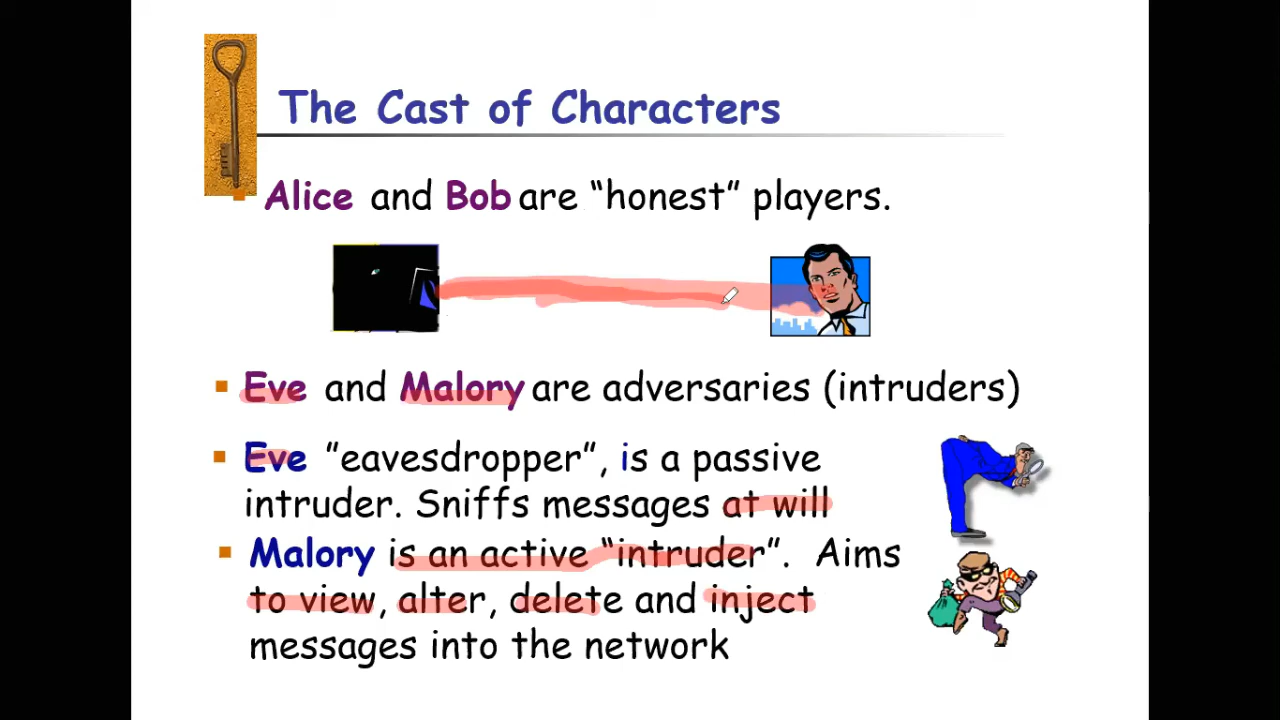 The Cast of Characters
Alice and Bob are “honest” players.
Eve and Malory are adversaries (intruders)
Eve ”eavesdropper”, is a passive
intruder. Sniffs messages at will
Malory is an active “intruder”. Aims
to view, alter, delete and inject
messages into the network